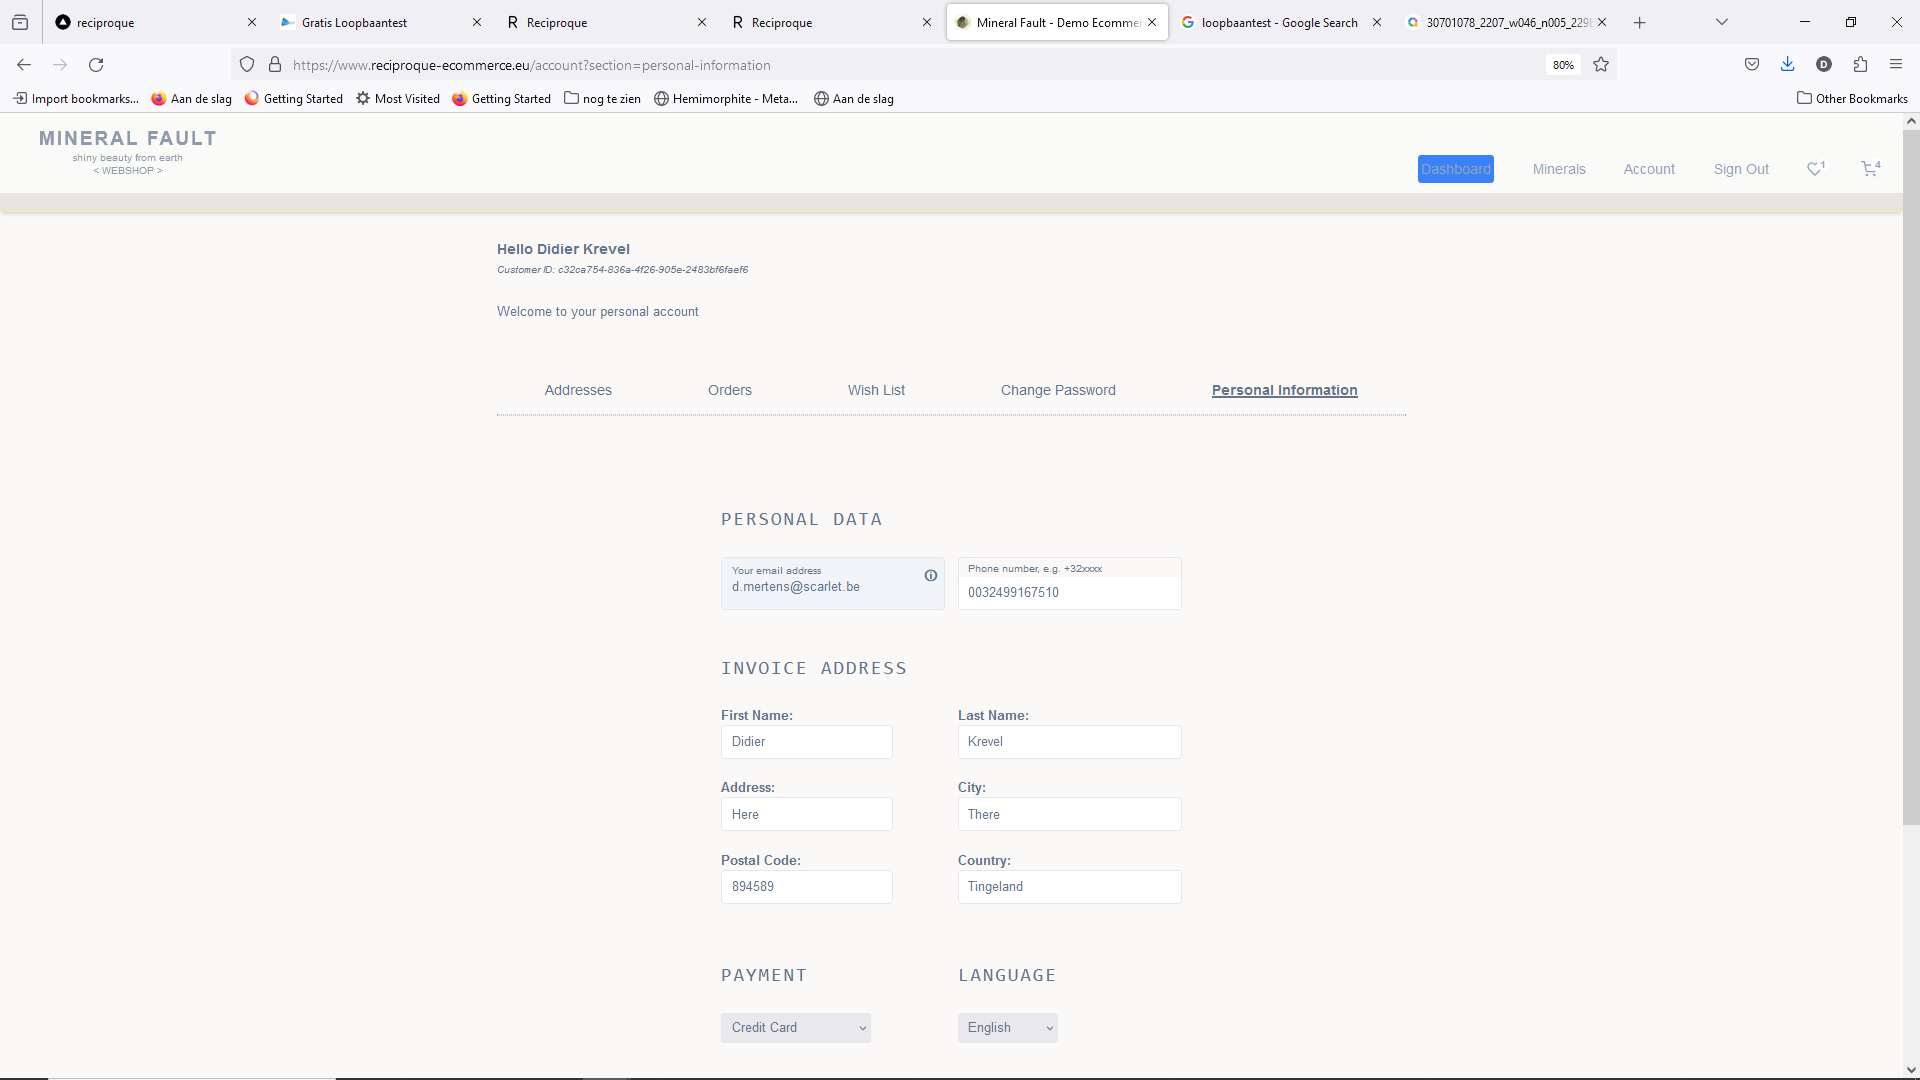 reciproque
Gratis Loopbaantest
Reciproque
Reciproque
Mineral Fault - Demo Ecomme
loopbaantest - Google Search
30701078_2207_w046_n005_229
https://www.reciproque-ecommerce.eu/account?section=personal-information
80%
D
Import bookmarks...
Aan de slag
Getting Started
Most Visited
Getting Started
nog te zien
Hemimorphite - Meta...
Aan de slag
Other Bookmarks
MINERAL FAULT
shiny beauty from earth
< WEBSHOP >
Dashboard
Minerals
Account
Sign Out
1
4
Hello Didier Krevel
Customer ID: c32ca754-836a-4f26-905e-2483bf6faef6
Welcome to your personal account
Addresses
Orders
Wish List
Change Password
Personal Information
PERSONAL DATA
Your email address
d.mertens@scarlet.be
Phone number, e.g. +32xxxx
0032499167510
INVOICE ADDRESS
First Name:
Last Name:
Didier
Krevel
Address:
City:
Here
There
Postal Code:
Country:
894589
Tingeland
PAYMENT
LANGUAGE
Credit Card
English